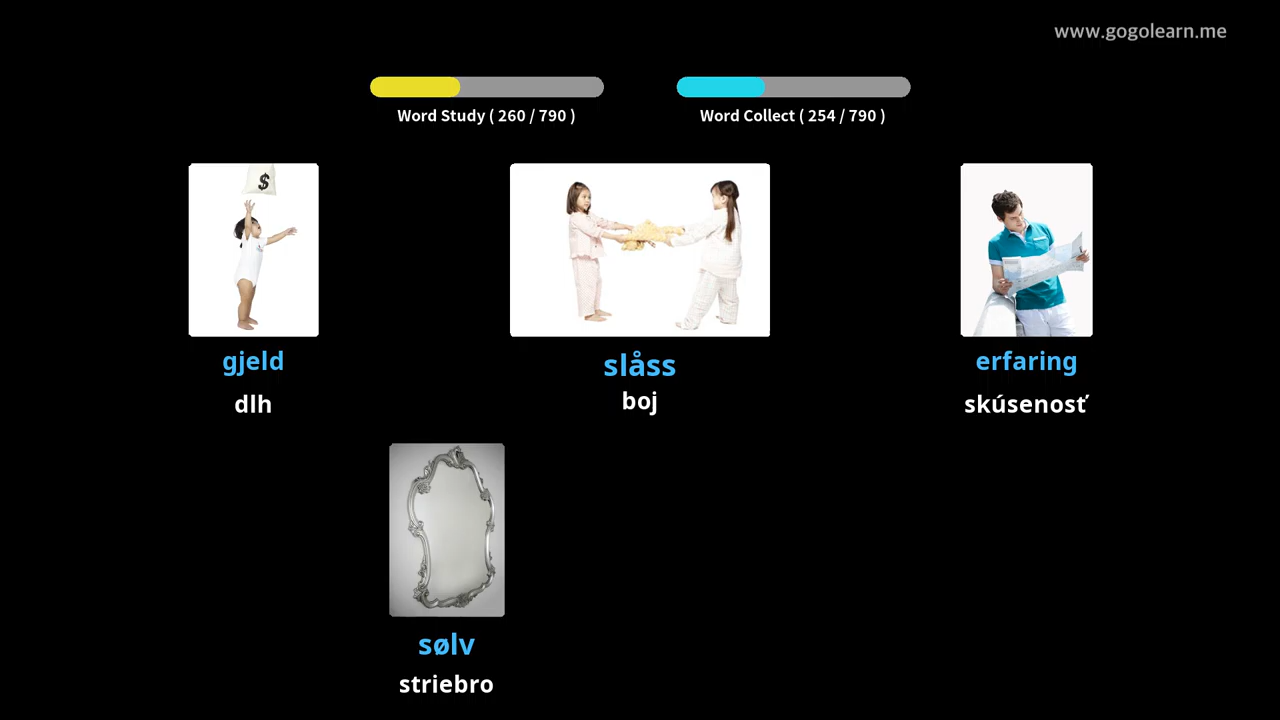 www.gogolearn.me
Word Study ( 260 / 790 )
Word Collect ( 254 / 790 )
$
gjeld
dlh
slåss
boj
erfaring
skúsenosť
sølv
striebro